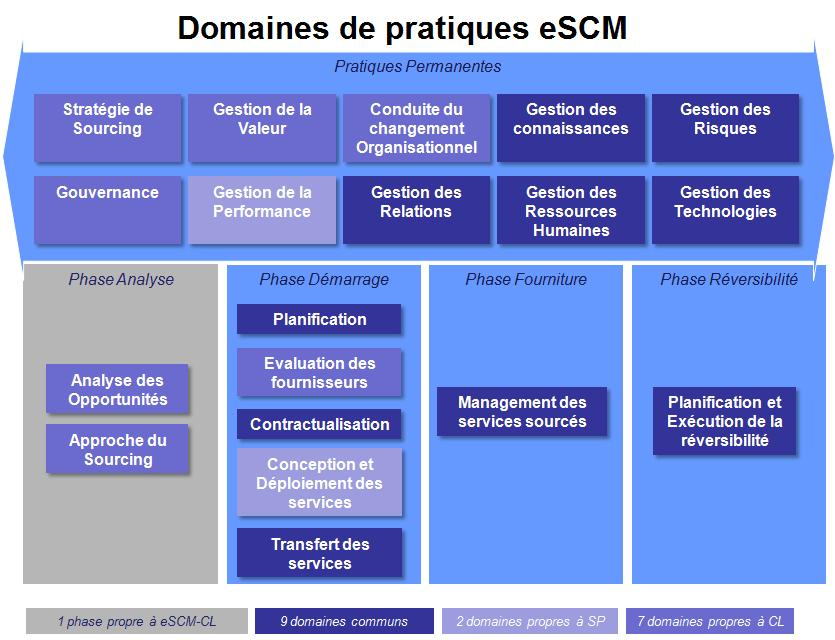 Domaines de pratiques eSCM
Pratiques Permanentes
Stratégie de
Sourcing
Gestion de la
Valeur
Conduite du
changement
Organisationnel
Gestion des
connaissances
Gestion des
Risques
Gouvernance
Gestion de la
Performance
Gestion des
Relations
Gestion des
Ressources
Humaines
Gestion des
Technologies
Phase Analyse
Analyse des
Opportunités
Approche du
Sourcing
Phase Démarrage
Planification
Evaluation des
fournisseurs
Contractualisation
Conception et
Déploiement des
services
Transfert des
services
Phase Fourniture
Management des
services sourcés
Phase Réversibilité
Planification et
Exécution de la
réversibilité
1 phase propre à eSCM-CL
9 domaines communs
2 domaines propres à SP
7 domaines propres à CL